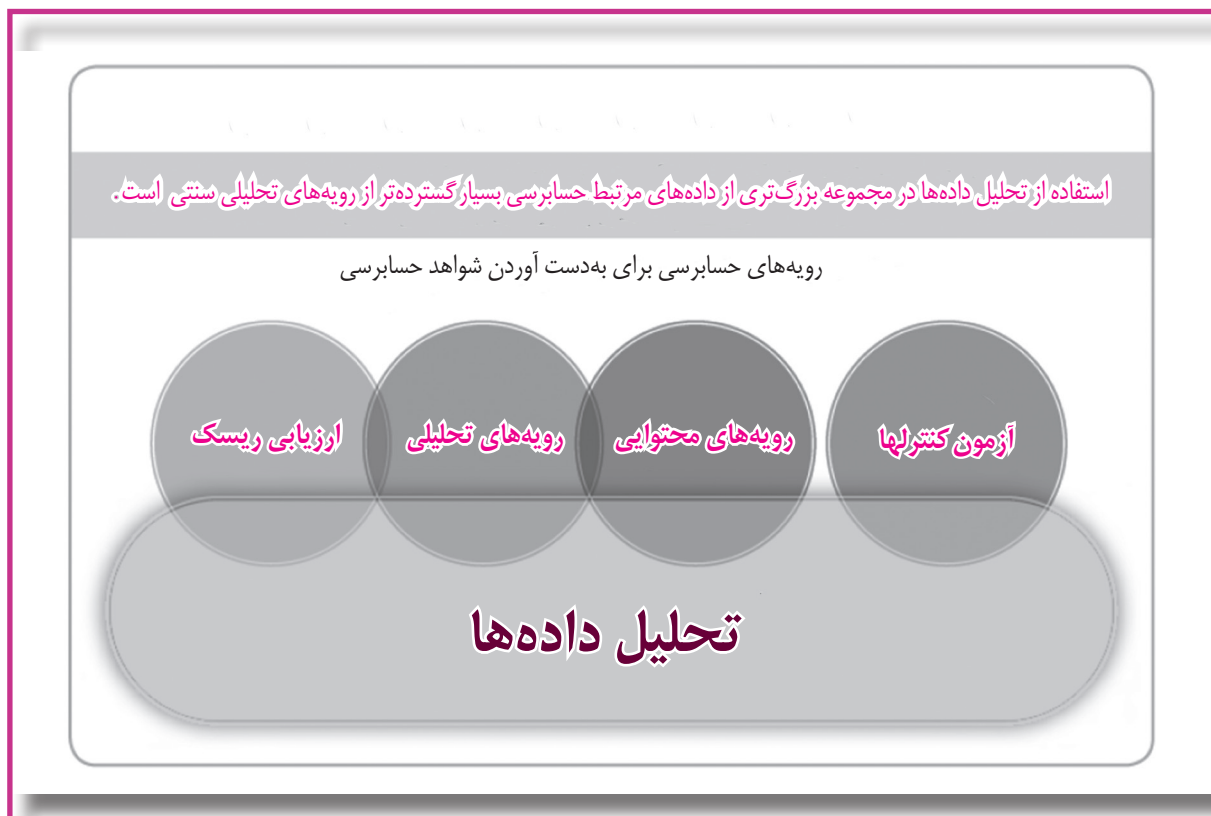 استفاده از تحلیل داده‌ها در مجموعه بزرگ‌تری از داده‌های مرتبط حسابرسی بسیار گسترده‌تر از رویه‌های تحلیلی سنتی است.
رویه‌های حسابرسی برای به‌دست آوردن شواهد حسابرسی
آزمون کنترلها
رویه‌های محتوایی
رویه‌های تحلیلی
ارزیابی ریسک
تحلیل داده‌ها